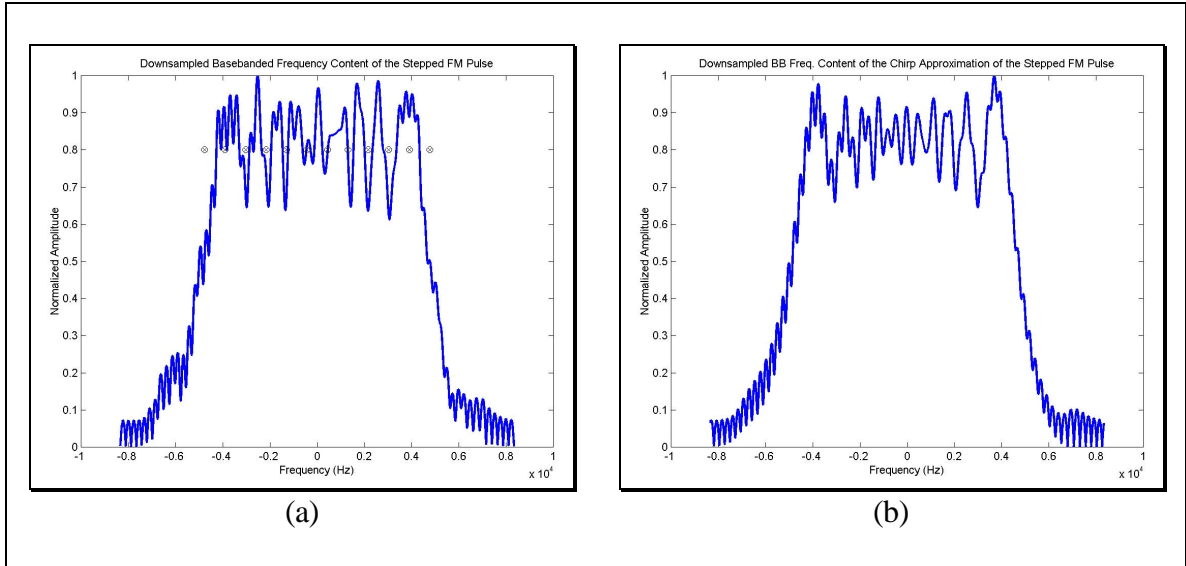 Downsampled Basebanded Frequency Content of the Stepped FM Pulse
1
0.9
0.8
0.7
0.6
0.5
0.4
0.3
0.2
0.1
0
Normalized Amplitude
-1 -0.8 -0.6 -0.4 -0.2 0 0.2 0.4 0.6 0.8 1
Frequency (Hz)
x 10^4
(a)
Downsampled BB Freq. Content of the Chirp Approximation of the Stepped FM Pulse
1
0.9
0.8
0.7
0.6
0.5
0.4
0.3
0.2
0.1
0
Normalized Amplitude
-1 -0.8 -0.6 -0.4 -0.2 0 0.2 0.4 0.6 0.8 1
Frequency (Hz)
x 10^4
(b)